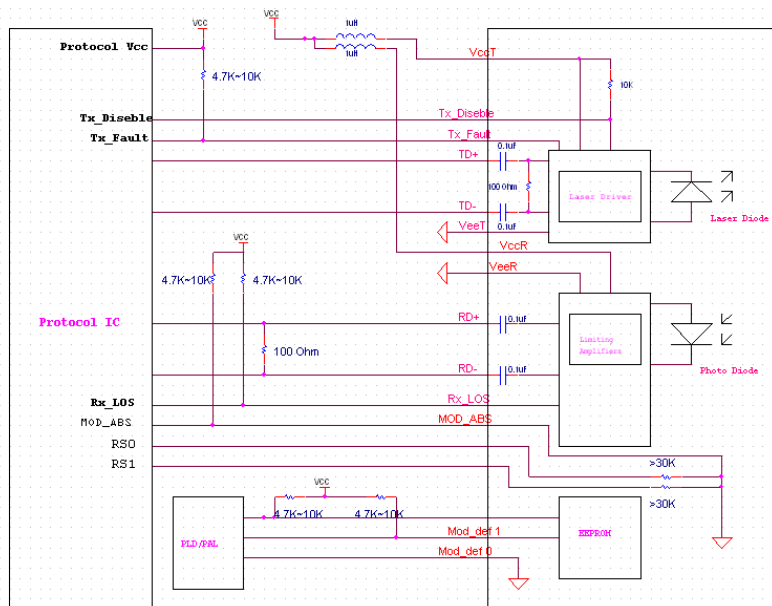 VCC
VCC
1uH
Protocol Vcc
1uH
VccT
4.7K~10K
10K
Tx_Diseble
Tx_Diseble
Tx_Fault
Tx_Fault
0.1uf
TD+
100 Ohm
Laser Driver
TD-
Laser Diode
VeeT
0.1uf
VCC
VccR
VeeR
4.7K~10K
4.7K~10K
Protocol IC
RD+
0.1uf
Limiting
Amplifiers
100 Ohm
RD-
0.1uf
Photo Diode
Rx_LOS
Rx_LOS
MOD_ABS
MOD_ABS
RS0
RS1
>30K
VCC
>30K
4.7K~10K
4.7K~10K
Mod_def 1
PLD/PAL
EEPROM
Mod_def 0